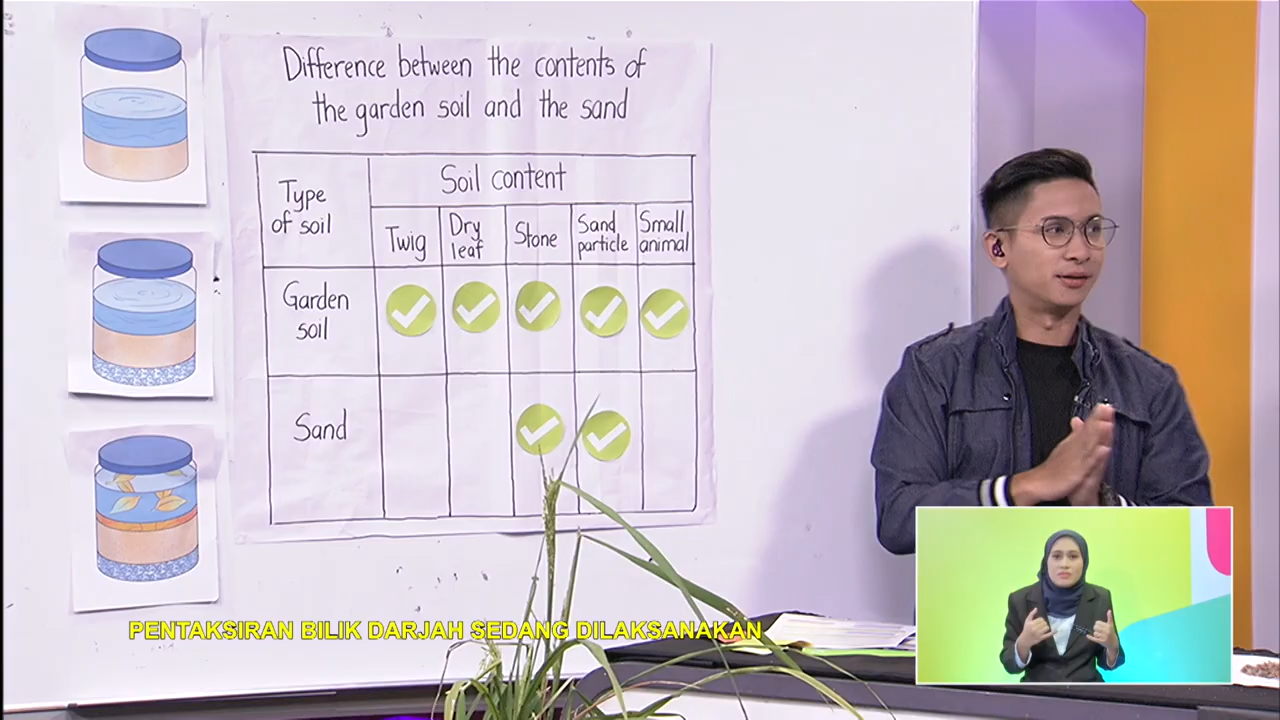 Difference between the contents of
the garden soil and the sand
Type
of soil
Soil content
Twig
Dry
leaf
Stone
Sand
particle
Small
animal
Garden
soil
Sand
PENTAKSIRAN BILIK DARJAH SEDANG DILAKSANAKAN